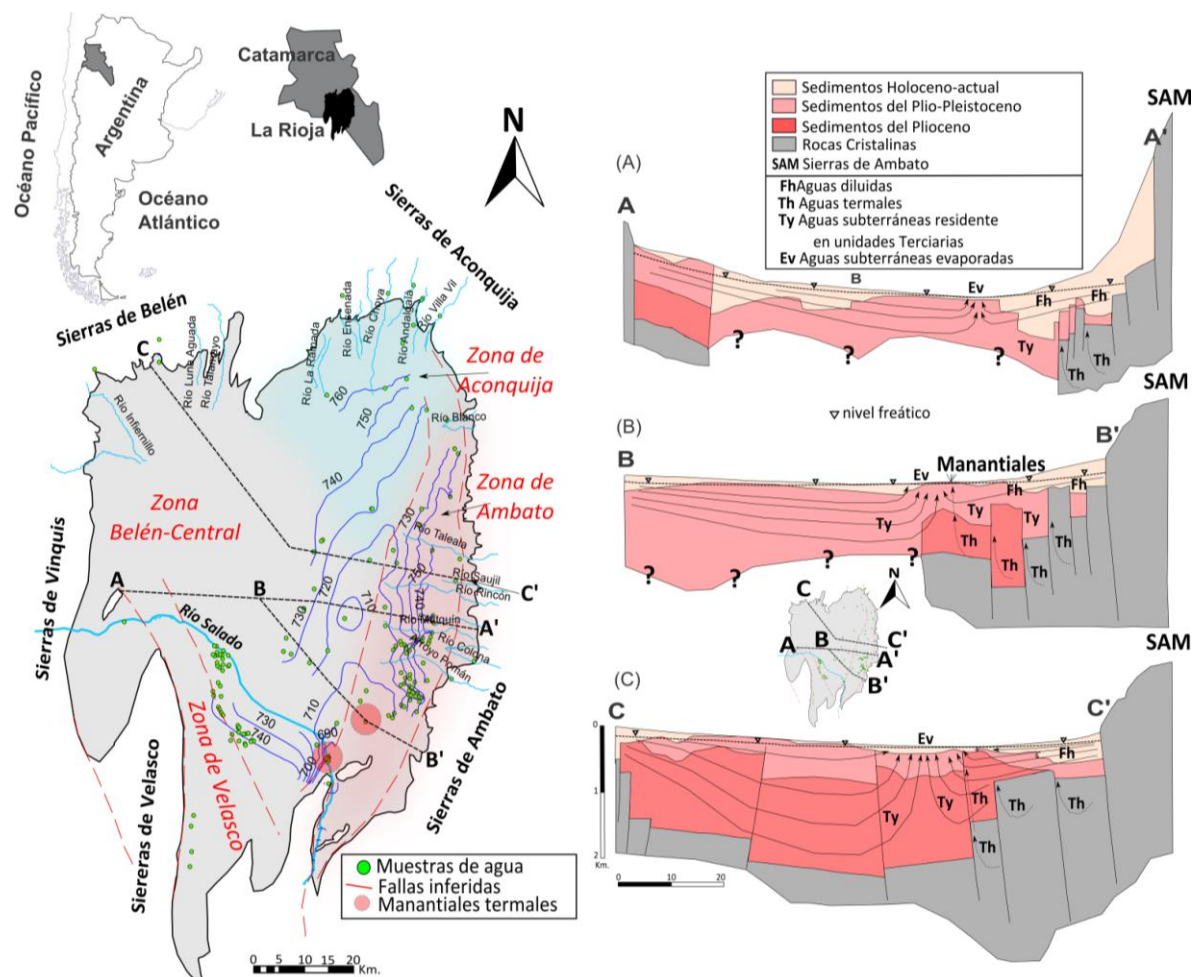 Océano Pacífico
Argentina
Océano
Atlántico
Catamarca
La Rioja
N
Sierras de Aconquija
Sierras de Belén
C
Río Luna Aguada
Río Infiernillo
Río La Ramada
Río Ensenada
Río Choya
Río Andalgalá
Río Villa Vil
Zona de
Aconquija
760
750
Río Blanco
740
Zona de
Ambato
730
Zona
Belén-Central
Río Taleala
Sierras de Vinquis
A
B
720
750
Río Saujil
Río Rincón
C'
730
710
740
A'
Río Salado
Río Colana
Arroyo Pomán
710
730
740
690
700
B'
Zona de Velasco
Siereras de Velasco
Sierras de Ambato
Muestras de agua
Fallas inferidas
Manantiales termales
0 5 10 15 20
Km.
Sedimentos Holoceno-actual
Sedimentos del Plio-Pleistoceno
Sedimentos del Plioceno
Rocas Cristalinas
SAM Sierras de Ambato
Fh Aguas diluidas
Th Aguas termales
Ty Aguas subterráneas residente
en unidades Terciarias
Ev Aguas subterráneas evaporadas
SAM
(A)
A
A'
B
Ev
Fh
Fh
Ty
Th
Th
? ? ?
nivel freático
SAM
(B)
B
B'
Ev
Manantiales
Fh
Fh
Ty
Ty
Ty
Th
Th
Th
Th
? ? ?
N
C
A
B
C'
A'
B'
SAM
(C)
C
C'
Ev
Fh
Ty
Ty
Th
Th
Th
Th
0
1
2
Km.
0 10 20